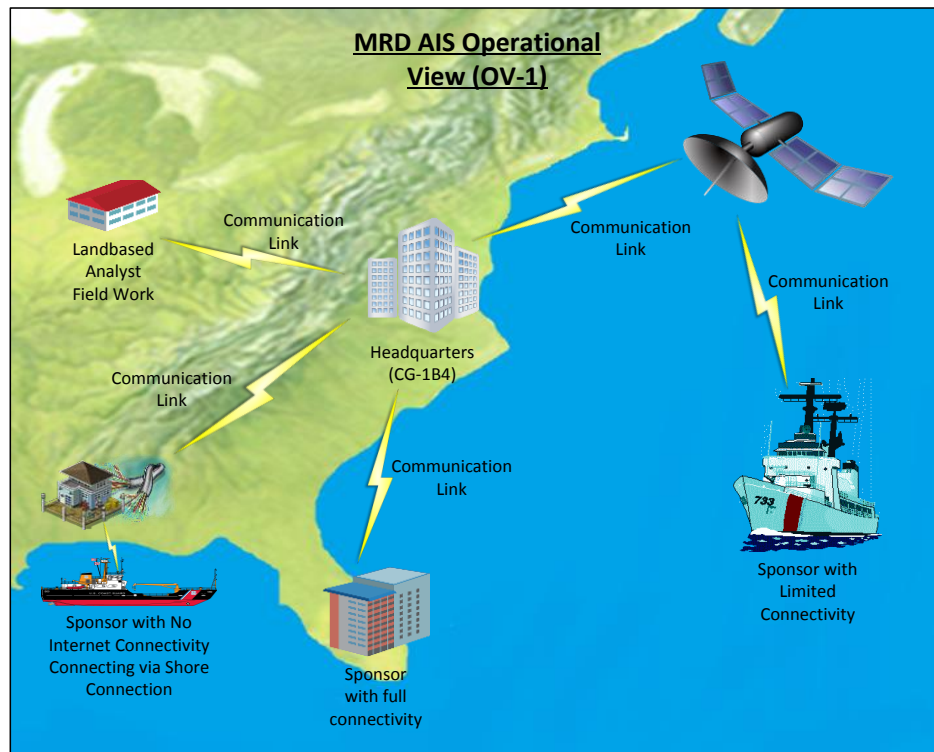 MRD AIS Operational
View (OV-1)
Communication
Link
Landbased
Analyst
Field Work
Communication
Link
Communication
Link
Headquarters
(CG-1B4)
Communication
Link
Communication
Link
733
Sponsor with
Limited
Connectivity
U.S. COAST GUARD
Sponsor with No
Internet Connectivity
Connecting via Shore
Connection
Sponsor
with full
connectivity